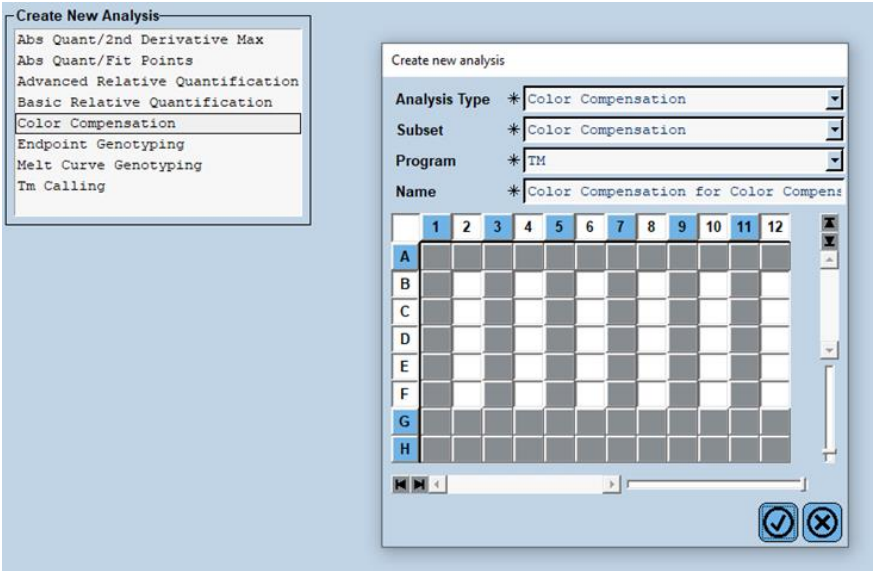 Create New Analysis
Abs Quant/2nd Derivative Max
Abs Quant/Fit Points
Advanced Relative Quantification
Basic Relative Quantification
Color Compensation
Endpoint Genotyping
Melt Curve Genotyping
Tm Calling
Create new analysis
Analysis Type * Color Compensation
Subset * Color Compensation
Program * TM
Name * Color Compensation for Color Compens
1 2 3 4 5 6 7 8 9 10 11 12
A
B
C
D
E
F
G
H